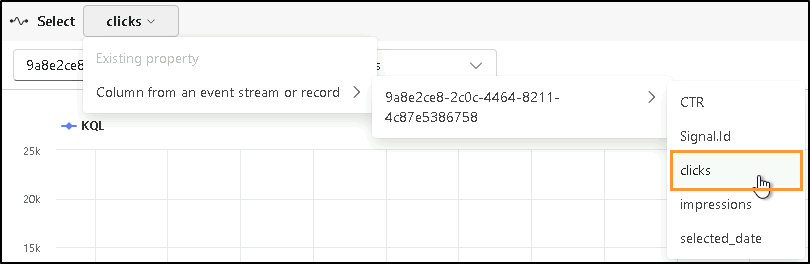 Select clicks
9a8e2ce8 s
Existing property
Column from an event stream or record
9a8e2ce8-2c0c-4464-8211-
4c87e5386758
CTR
Signal.Id
clicks
impressions
selected_date
KQL
25k
20k
15k